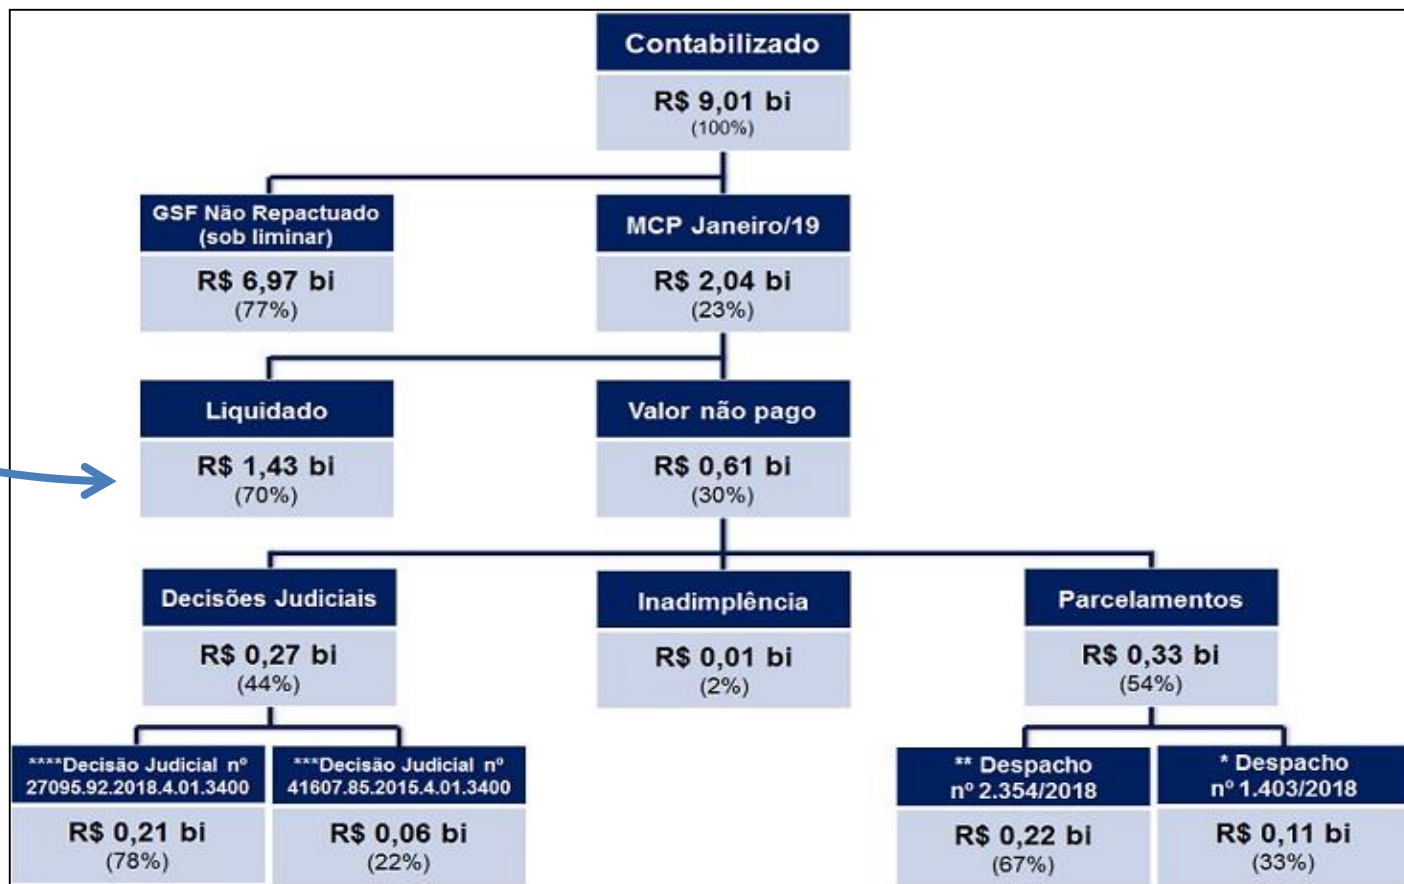 Contabilizado
R$ 9,01 bi
(100%)
GSF Não Repactuado
(sob liminar)
R$ 6,97 bi
(77%)
MCP Janeiro/19
R$ 2,04 bi
(23%)
Liquidado
R$ 1,43 bi
(70%)
Valor não pago
R$ 0,61 bi
(30%)
Decisões Judiciais
R$ 0,27 bi
(44%)
Inadimplência
R$ 0,01 bi
(2%)
Parcelamentos
R$ 0,33 bi
(54%)
****Decisão Judicial nº
27095.92.2018.4.01.3400
R$ 0,21 bi
(78%)
***Decisão Judicial nº
41607.85.2015.4.01.3400
R$ 0,06 bi
(22%)
** Despacho
nº 2.354/2018
R$ 0,22 bi
(67%)
* Despacho
nº 1.403/2018
R$ 0,11 bi
(33%)